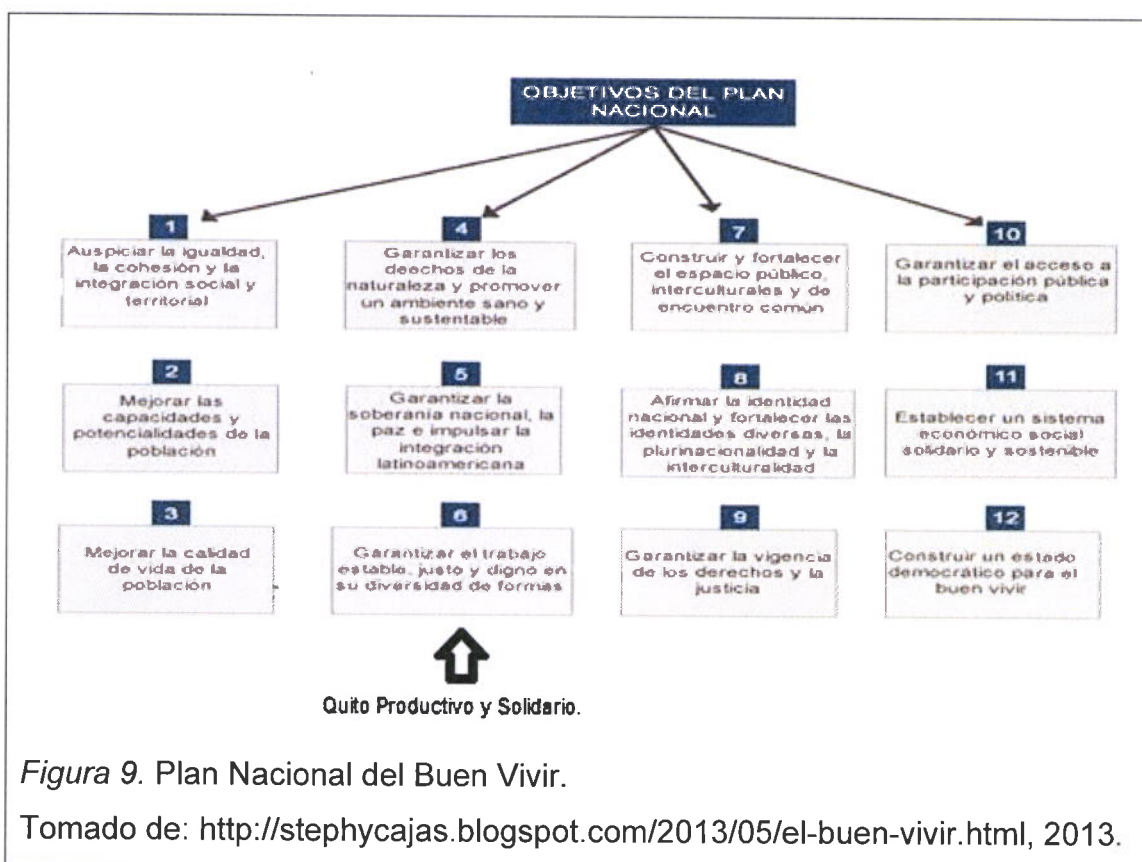 OBJETIVOS DEL PLAN
NACIONAL
1
Auspiciar la igualdad,
la cohesión y la
integración social y
territorial
4
Garantizar los
deechos de la
naturaleza y promover
un ambiente sano y
sustentable
7
Construir y fortalecer
el espacio público,
interculturales y de
encuentro común
10
Garantizar el acceso a
la participación pública
y política
2
Mejorar las
capacidades y
potencialidades de la
población
5
Garantizar la
soberanía nacional, la
paz e impulsar la
integración
latinoamericana
8
Afirmar la identidad
nacional y fortalecer las
identidades diversas, la
plurinacionalidad y la
interculturalidad
11
Establecer un sistema
económico social
solidario y sostenible
3
Mejorar la calidad
de vida de la
población
6
Garantizar el trabajo
estable, justo y digno en
su diversidad de formas
9
Garantizar la vigencia
de los derechos y la
justicia
12
Construir un estado
democrático para el
buen vivir
Quito Productivo y Solidario.
Figura 9. Plan Nacional del Buen Vivir.
Tomado de: http://stephycajas.blogspot.com/2013/05/el-buen-vivir.html, 2013.